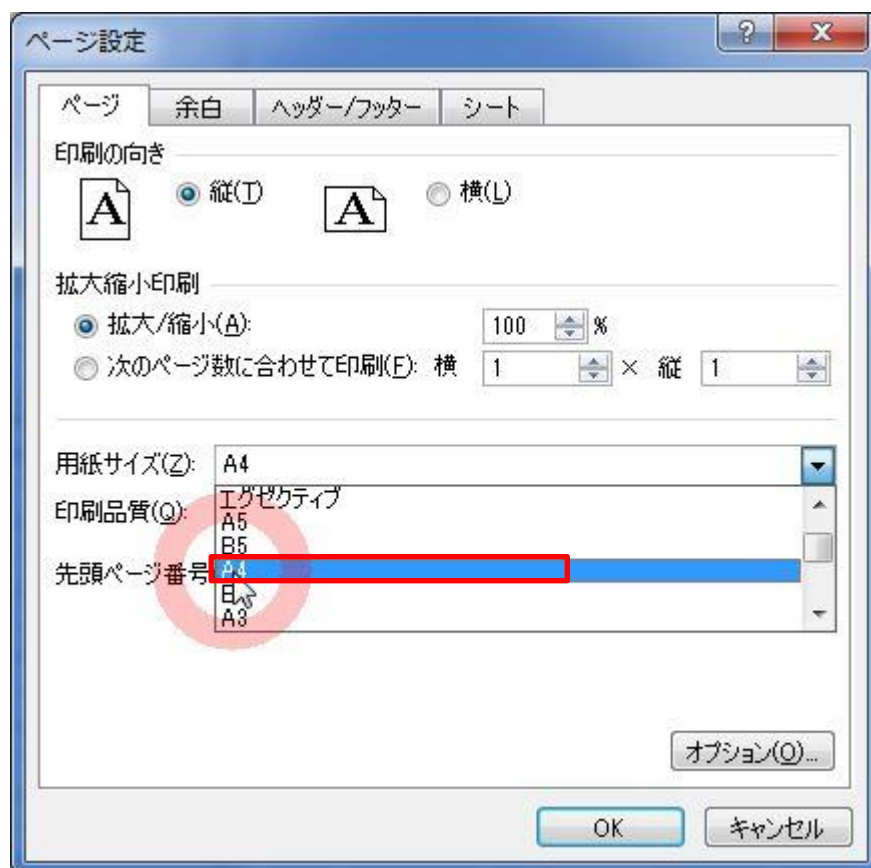 ページ設定
ページ 余白 ヘッダー/フッター シート
印刷の向き
A 縦(T) A 横(L)
拡大縮小印刷
拡大/縮小(A): 100 %
次のページ数に合わせて印刷(F): 横 1 × 縦 1
用紙サイズ(Z): A4
エグゼクティブ
印刷品質(Q):
A5
B5
先頭ページ番号
A4
A3
オプション(O)...
OK キャンセル